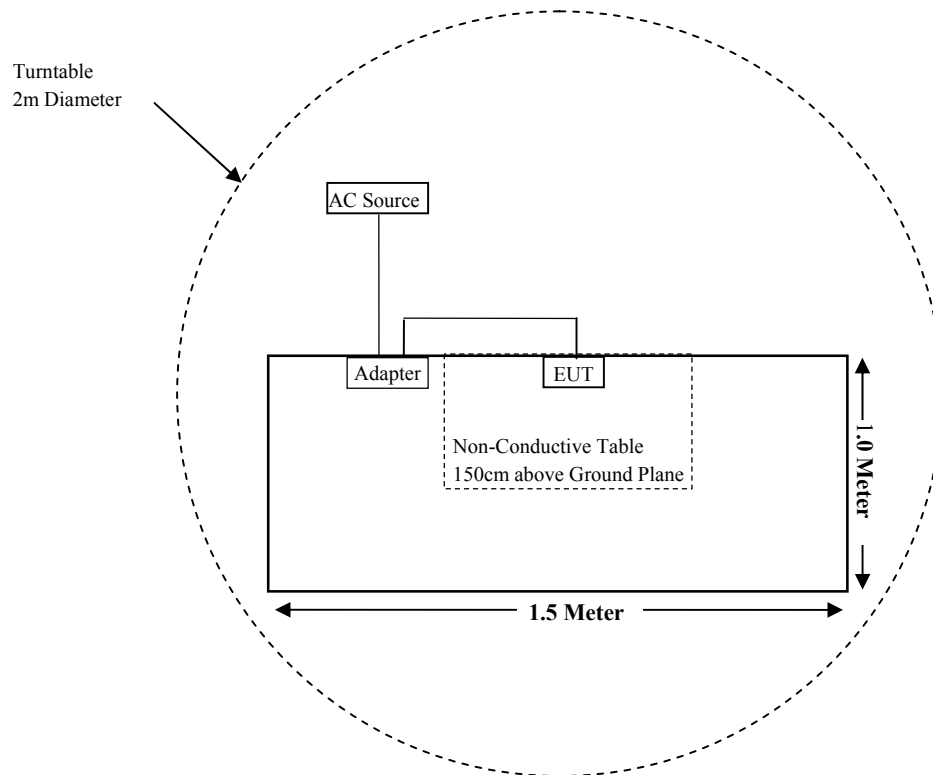 Turntable
2m Diameter
AC Source
Adapter
EUT
Non-Conductive Table
150cm above Ground Plane
1.0 Meter
1.5 Meter